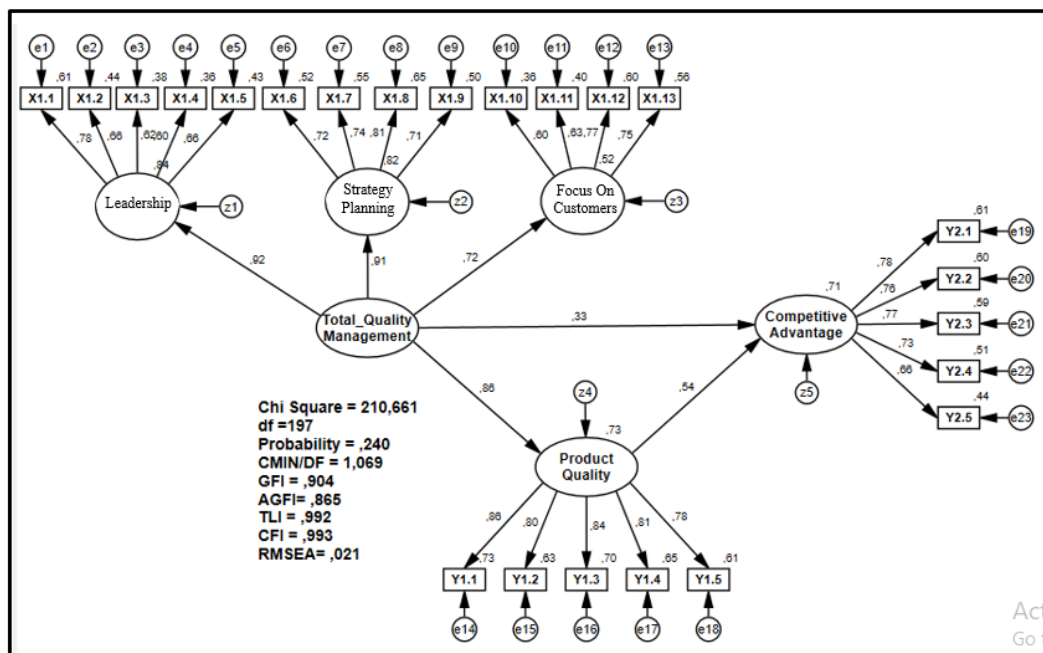 e1 e2 e3 e4 e5 e6 e7 e8 e9 e10 e11 e12 e13
,61 ,44 ,38 ,36 ,43 ,52 ,55 ,65 ,50 ,36 ,40 ,60 ,56
X1.1 X1.2 X1.3 X1.4 X1.5 X1.6 X1.7 X1.8 X1.9 X1.10 X1.11 X1.12 X1.13
,78 ,66 ,62 ,60 ,66 ,72 ,74 ,81 ,71 ,60 ,63 ,77 ,75
,84 ,82 ,52
Leadership
z1
Strategy
Planning
z2
Focus On
Customers
z3
,92 ,91 ,72
Total_Quality
Management
,33
,71
Competitive
Advantage
z5
,78 ,61
Y2.1 e19
,76 ,60
Y2.2 e20
,77 ,59
Y2.3 e21
,73 ,51
Y2.4 e22
,66 ,44
Y2.5 e23
,86 ,54
z4
,73
Product
Quality
Chi Square = 210,661
df =197
Probability = ,240
CMIN/DF = 1,069
GFI = ,904
AGFI= ,865
TLI = ,992
CFI = ,993
RMSEA= ,021
,86 ,80 ,84 ,81 ,78
,73 ,63 ,70 ,65 ,61
Y1.1 Y1.2 Y1.3 Y1.4 Y1.5
e14 e15 e16 e17 e18
Act
Go t